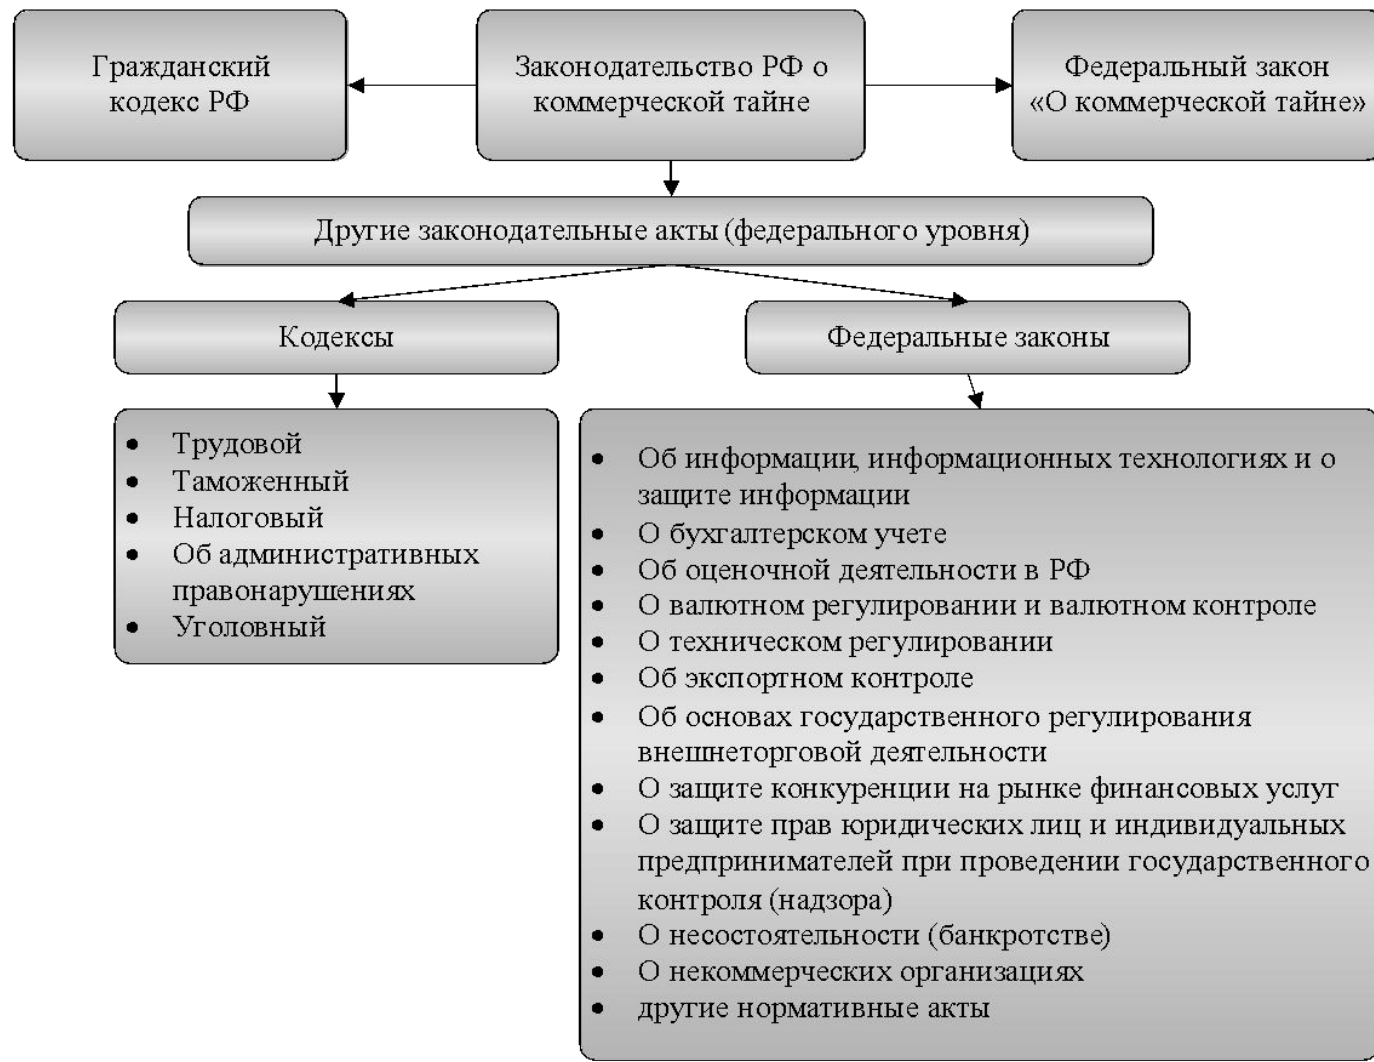 Гражданский
кодекс РФ
Законодательство РФ о
коммерческой тайне
Федеральный закон
«О коммерческой тайне»
Другие законодательные акты (федерального уровня)
Кодексы
Федеральные законы
• Трудовой
• Таможенный
• Налоговый
• Об административных
правонарушениях
• Уголовный
• Об информации, информационных технологиях и о
защите информации
• О бухгалтерском учете
• Об оценочной деятельности в РФ
• О валютном регулировании и валютном контроле
• О техническом регулировании
• Об экспортном контроле
• Об основах государственного регулирования
внешнеторговой деятельности
• О защите конкуренции на рынке финансовых услуг
• О защите прав юридических лиц и индивидуальных
предпринимателей при проведении государственного
контроля (надзора)
• О несостоятельности (банкротстве)
• О некоммерческих организациях
• другие нормативные акты